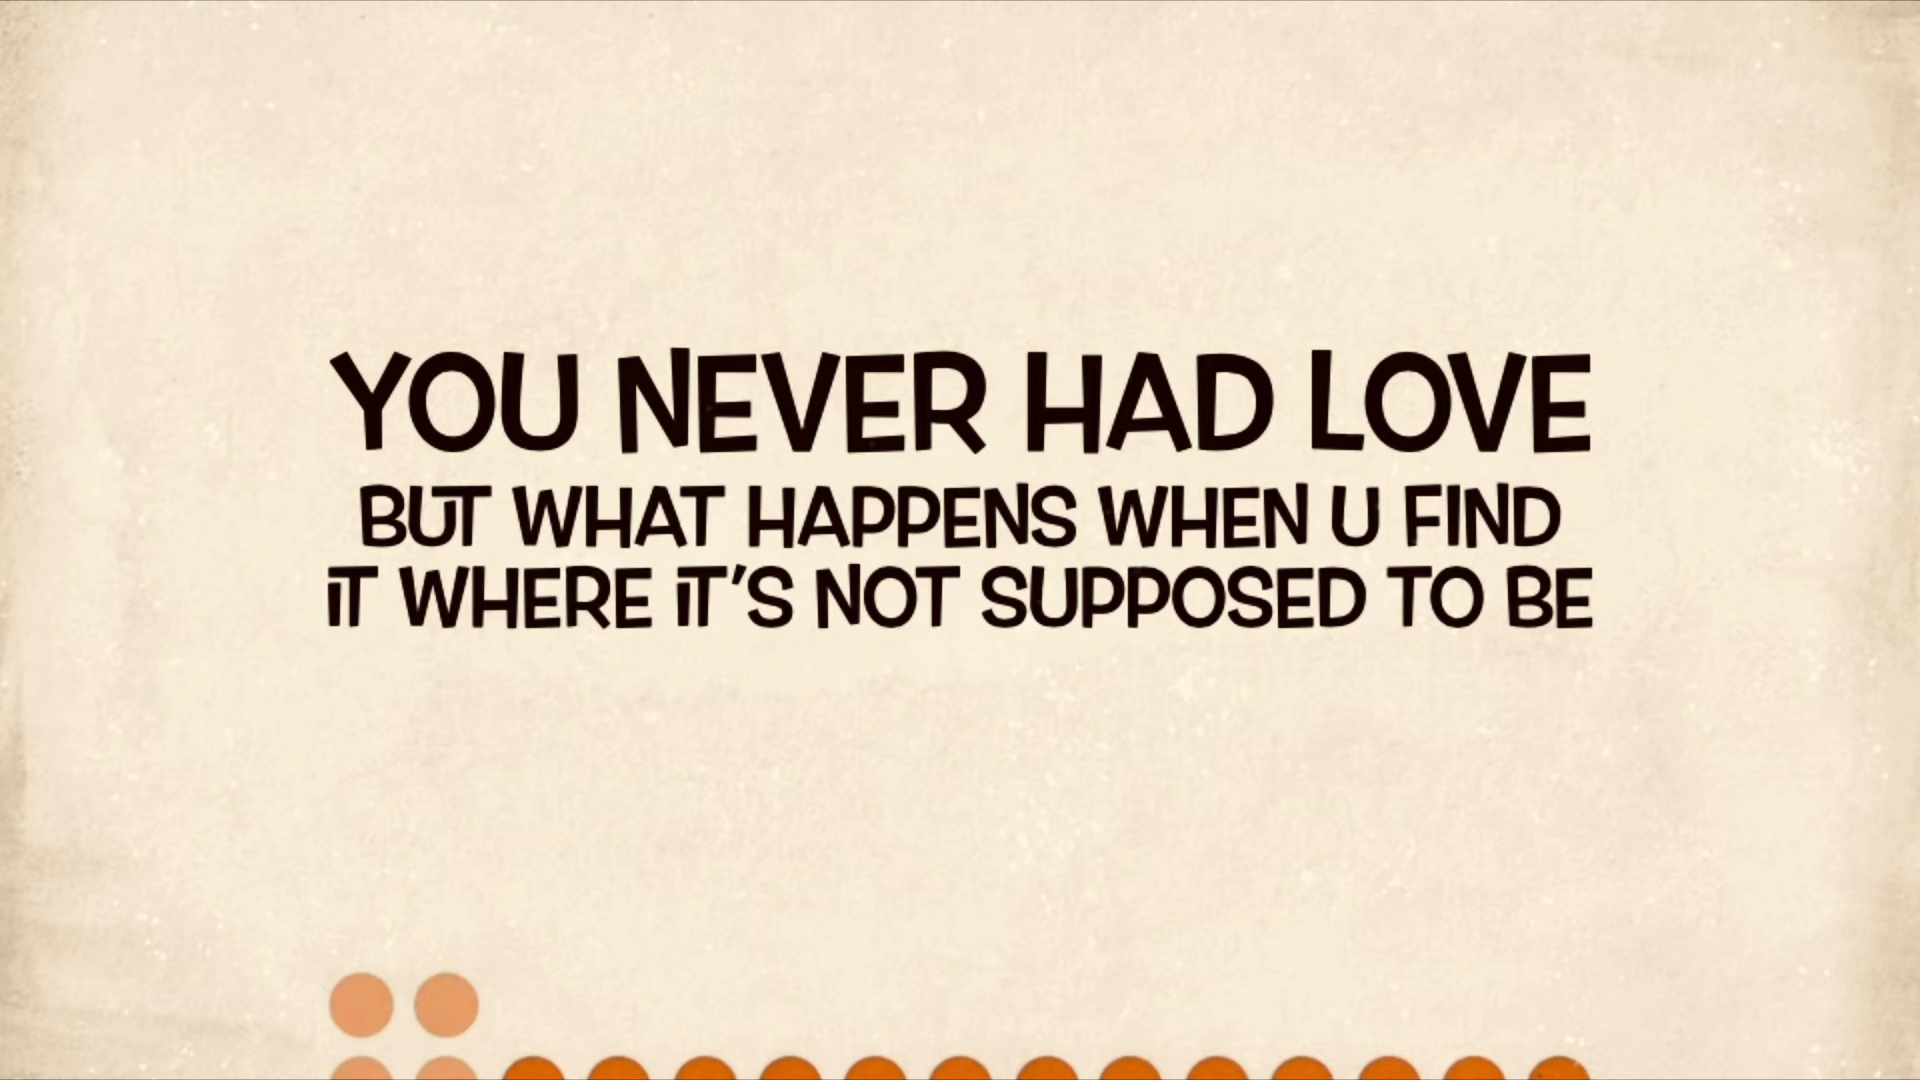 YOU NEVER HAD LOVE
BUT WHAT HAPPENS WHEN U FIND
iT WHERE iT'S NOT SUPPOSED TO BE